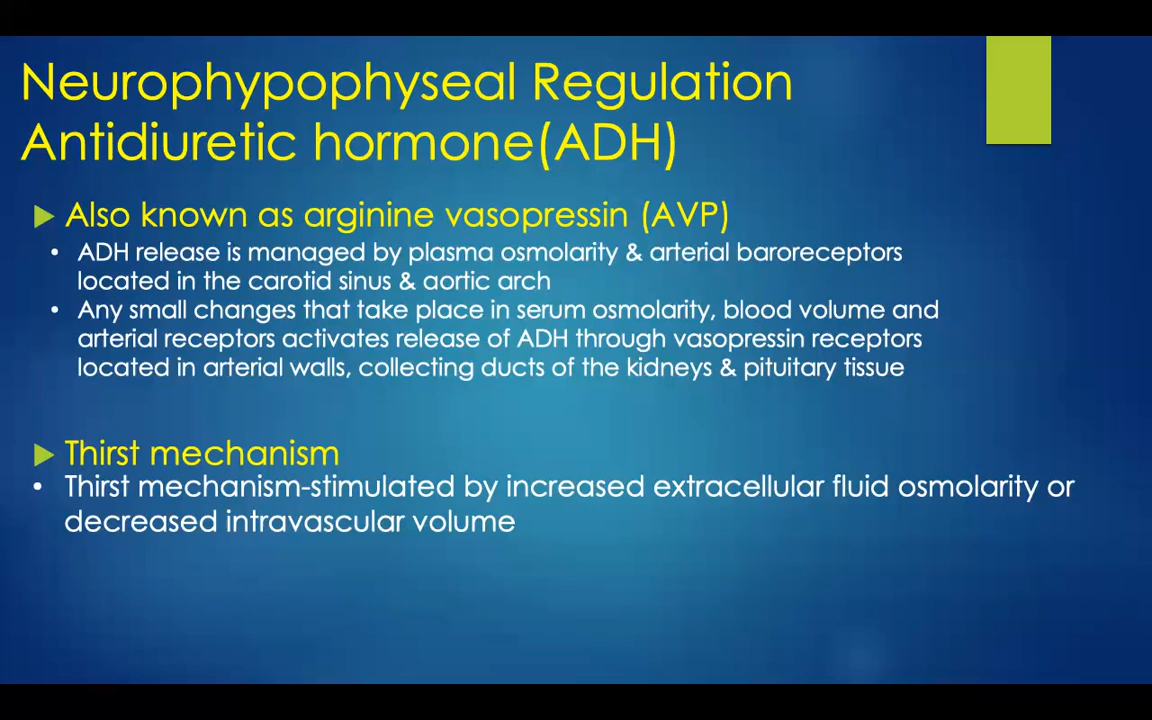 Neurophypophyseal Regulation
Antidiuretic hormone(ADH)
Also known as arginine vasopressin (AVP)
• ADH release is managed by plasma osmolarity & arterial baroreceptors
located in the carotid sinus & aortic arch
• Any small changes that take place in serum osmolarity, blood volume and
arterial receptors activates release of ADH through vasopressin receptors
located in arterial walls, collecting ducts of the kidneys & pituitary tissue
Thirst mechanism
• Thirst mechanism-stimulated by increased extracellular fluid osmolarity or
decreased intravascular volume